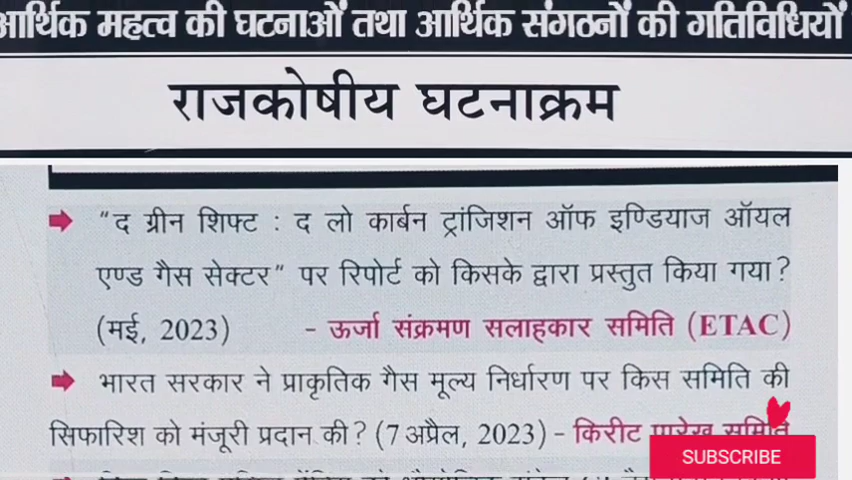 आर्थिक महत्व की घटनाओं तथा आर्थिक संगठनों की गतिविधियों
राजकोषीय घटनाक्रम
"द ग्रीन शिफ्ट : द लो कार्बन ट्रांजिशन ऑफ इण्डियाज ऑयल
एण्ड गैस सेक्टर" पर रिपोर्ट को किसके द्वारा प्रस्तुत किया गया?
(मई, 2023) - ऊर्जा संक्रमण सलाहकार समिति (ETAC)
भारत सरकार ने प्राकृतिक गैस मूल्य निर्धारण पर किस समिति की
सिफारिश को मंजूरी प्रदान की? (7 अप्रैल, 2023) - किरीट पारेख समिति
SUBSCRIBE